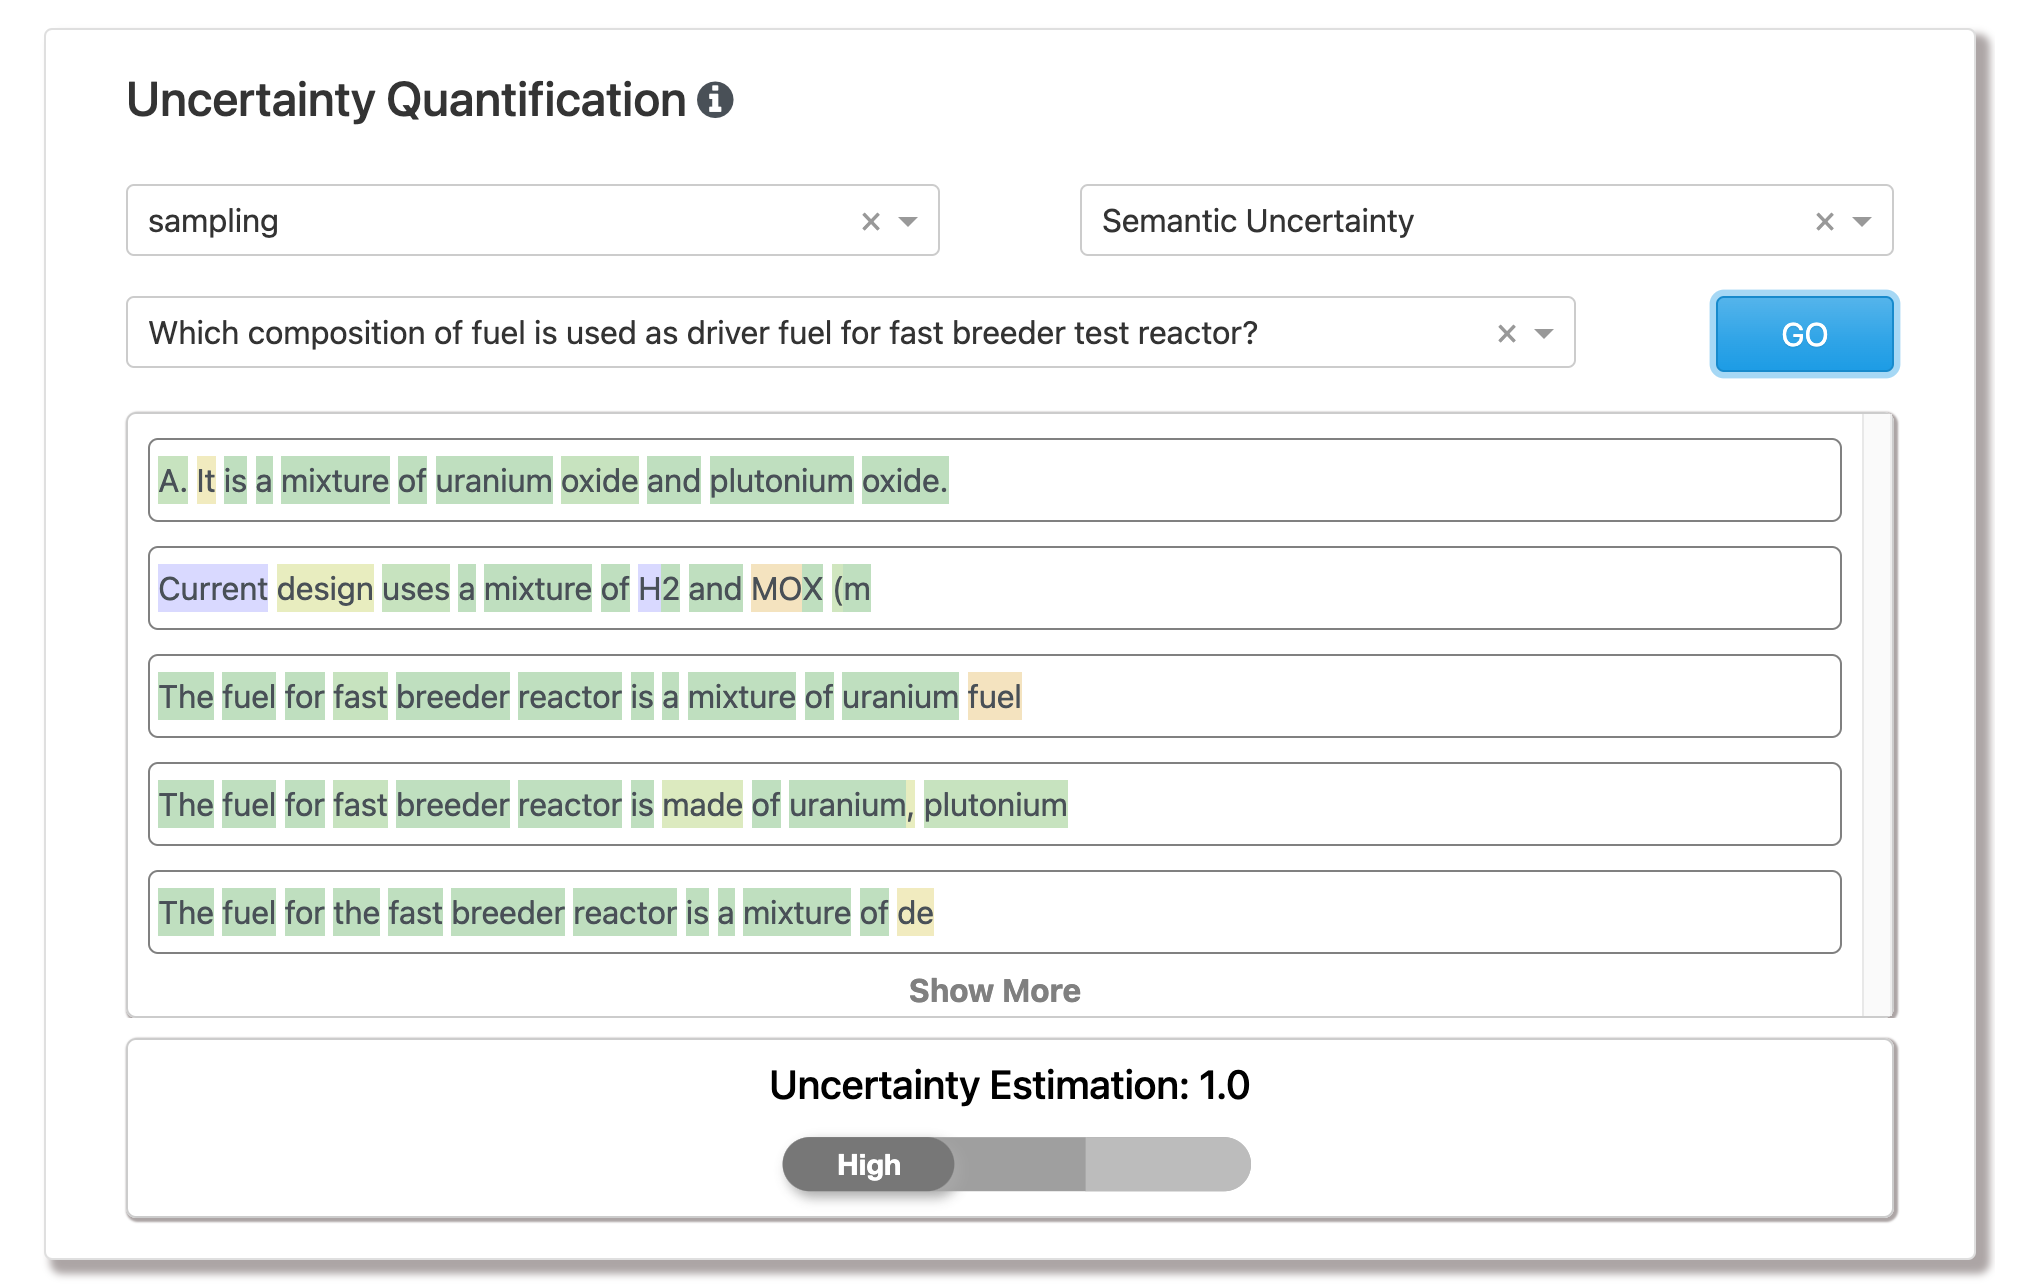 Uncertainty Quantification
sampling
Semantic Uncertainty
Which composition of fuel is used as driver fuel for fast breeder test reactor?
GO
A. It is a mixture of uranium oxide and plutonium oxide.
Current design uses a mixture of H2 and MOX (m
The fuel for fast breeder reactor is a mixture of uranium fuel
The fuel for fast breeder reactor is made of uranium, plutonium
The fuel for the fast breeder reactor is a mixture of de
Show More
Uncertainty Estimation: 1.0
High